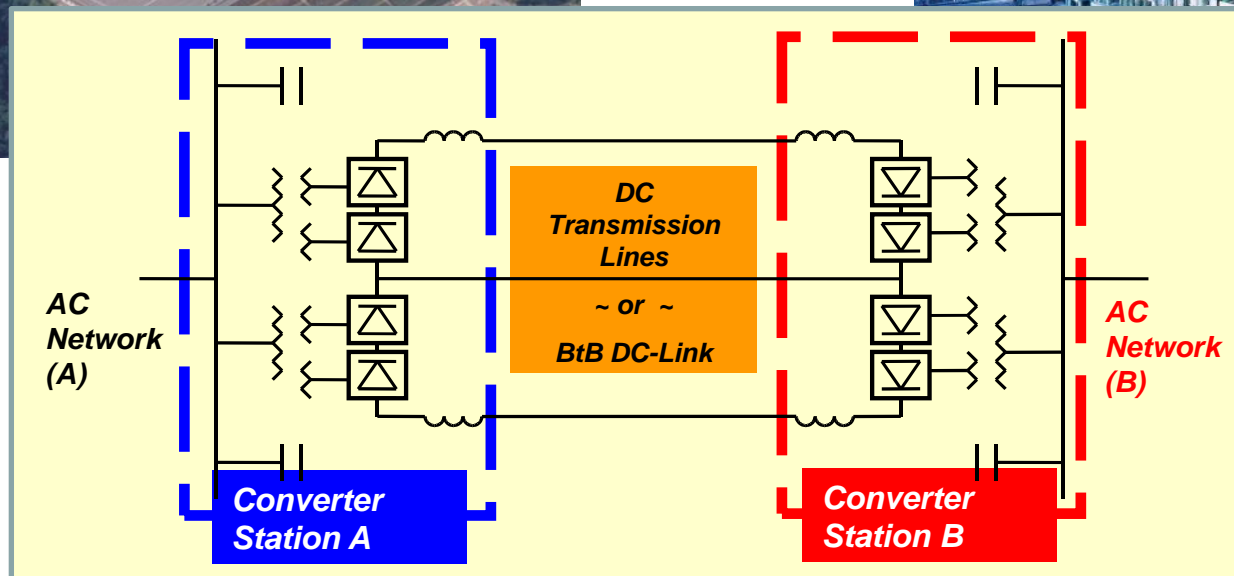 DC
Transmission
Lines
~ or ~
BtB DC-Link
AC
Network
(A)
AC
Network
(B)
Converter
Station A
Converter
Station B